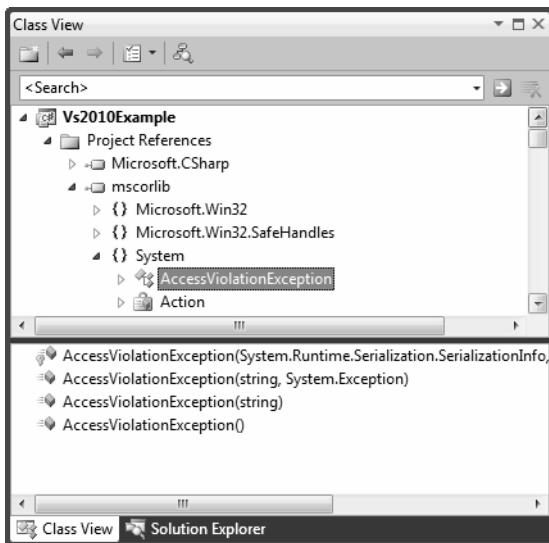 Class View
<Search>
Vs2010Example
Project References
Microsoft.CSharp
mscorlib
{} Microsoft.Win32
{} Microsoft.Win32.SafeHandles
{} System
AccessViolationException
Action
AccessViolationException(System.Runtime.Serialization.SerializationInfo,
AccessViolationException(string, System.Exception)
AccessViolationException(string)
AccessViolationException()
Class View Solution Explorer